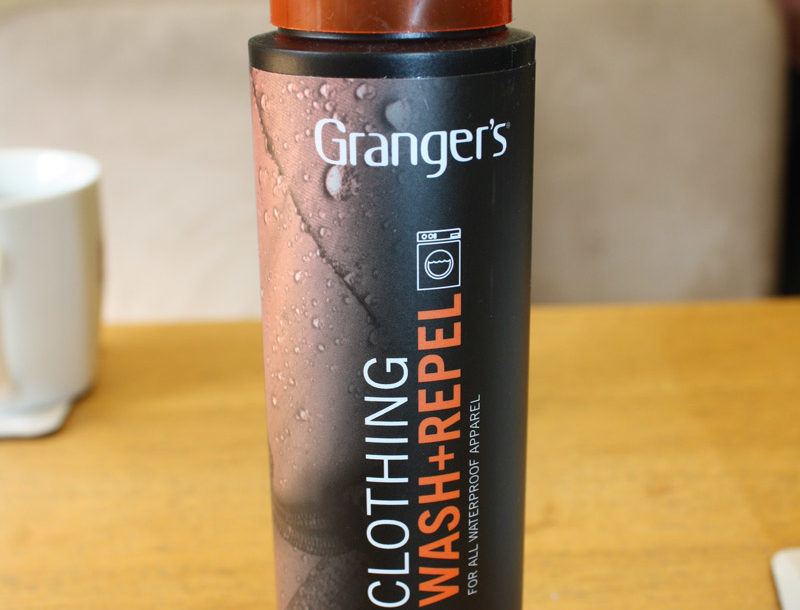 Granger's
CLOTHING
WASH+REPEL
FOR ALL WATERPROOF APPAREL